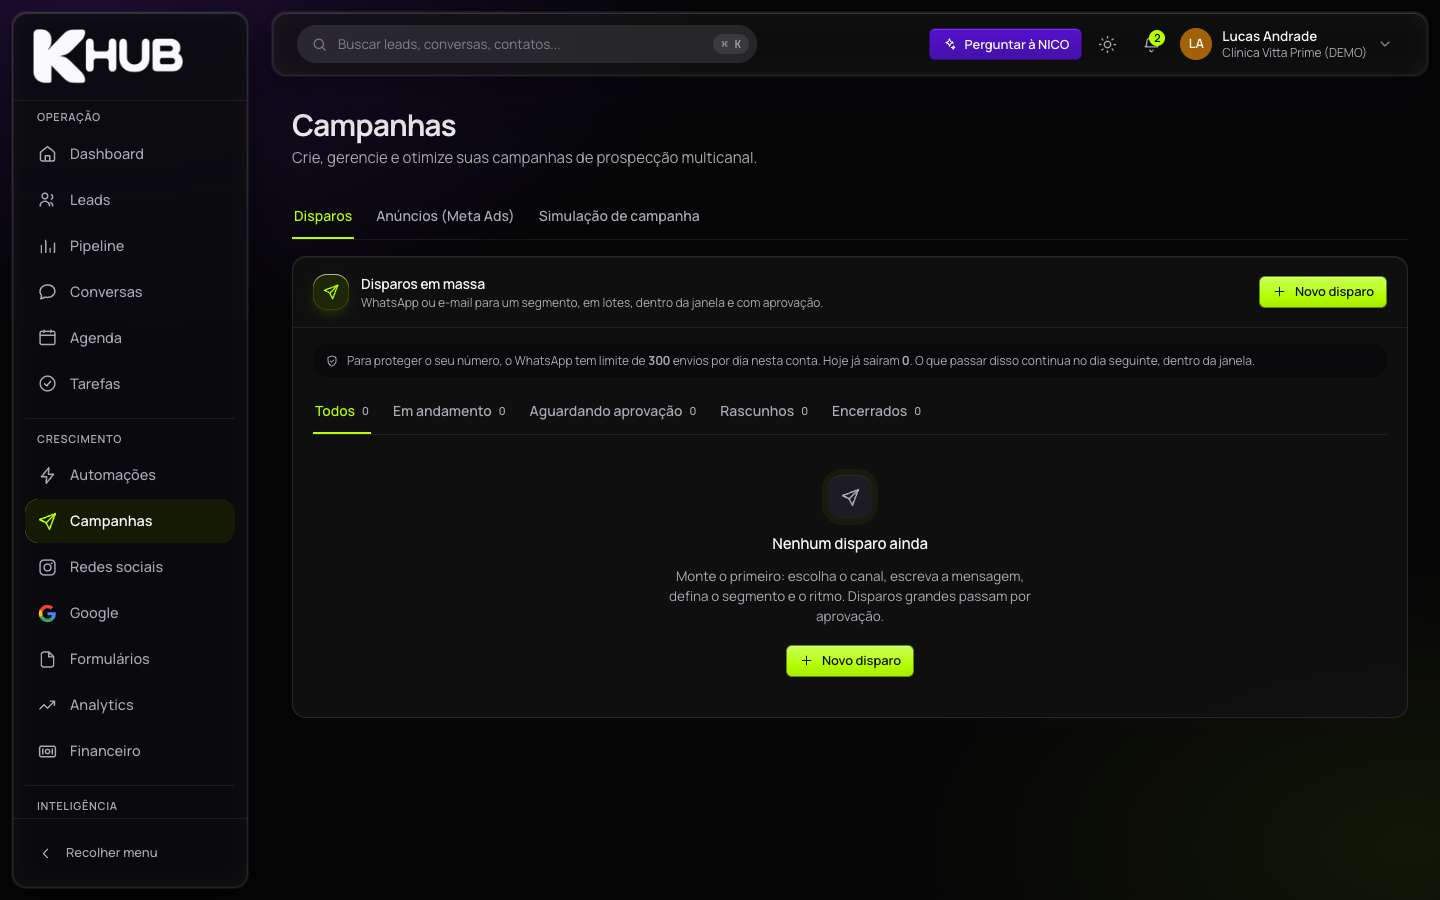 KHUB
OPERAÇÃO
Dashboard
Leads
Pipeline
Conversas
Agenda
Tarefas
CRESCIMENTO
Automações
Campanhas
Redes sociais
Google
Formulários
Analytics
Financeiro
INTELIGÊNCIA
Recolher menu
Buscar leads, conversas, contatos...
⌘ K
Perguntar à NICO
2
LA
Lucas Andrade
Clínica Vitta Prime (DEMO)
Campanhas
Crie, gerencie e otimize suas campanhas de prospecção multicanal.
Disparos Anúncios (Meta Ads) Simulação de campanha
Disparos em massa
WhatsApp ou e-mail para um segmento, em lotes, dentro da janela e com aprovação.
Novo disparo
Para proteger o seu número, o WhatsApp tem limite de 300 envios por dia nesta conta. Hoje já saíram 0. O que passar disso continua no dia seguinte, dentro da janela.
Todos 0 Em andamento 0 Aguardando aprovação 0 Rascunhos 0 Encerrados 0
Nenhum disparo ainda
Monte o primeiro: escolha o canal, escreva a mensagem,
defina o segmento e o ritmo. Disparos grandes passam por
aprovação.
Novo disparo